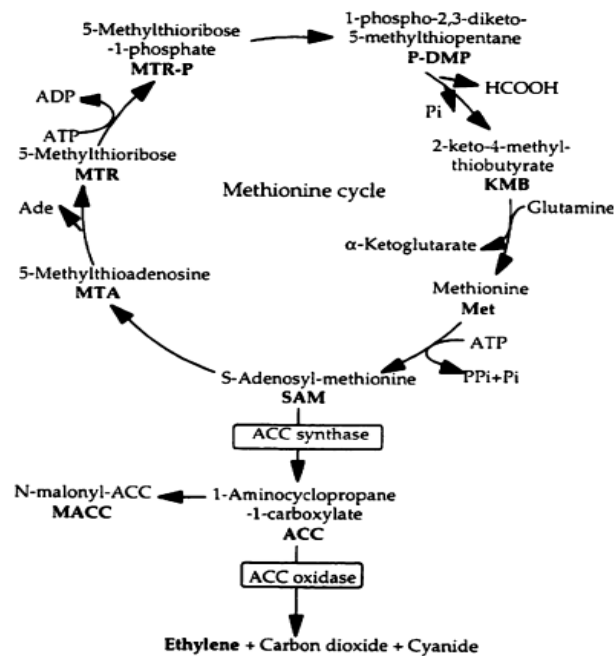 5-Methylthioribose
-1-phosphate
MTR-P
1-phospho-2,3-diketo-
5-methylthiopentane
P-DMP
HCOOH
Pi
ADP
ATP
5-Methylthioribose
MTR
2-keto-4-methyl-
thiobutyrate
KMB
Methionine cycle
Glutamine
Ade
α-Ketoglutarate
5-Methylthioadenosine
MTA
Methionine
Met
ATP
PPi+Pi
S-Adenosyl-methionine
SAM
ACC synthase
N-malonyl-ACC
MACC
1-Aminocyclopropane
-1-carboxylate
ACC
ACC oxidase
Ethylene + Carbon dioxide + Cyanide